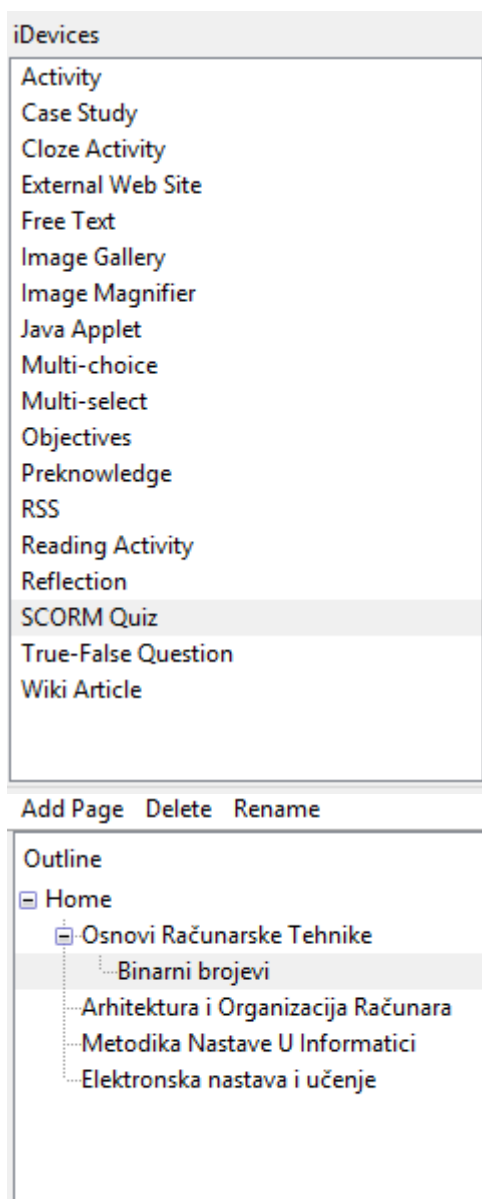 iDevices
Activity
Case Study
Cloze Activity
External Web Site
Free Text
Image Gallery
Image Magnifier
Java Applet
Multi-choice
Multi-select
Objectives
Preknowledge
RSS
Reading Activity
Reflection
SCORM Quiz
True-False Question
Wiki Article
Add Page Delete Rename
Outline
Home
Osnovi Računarske Tehnike
Binarni brojevi
Arhitektura i Organizacija Računara
Metodika Nastave U Informatici
Elektronska nastava i učenje